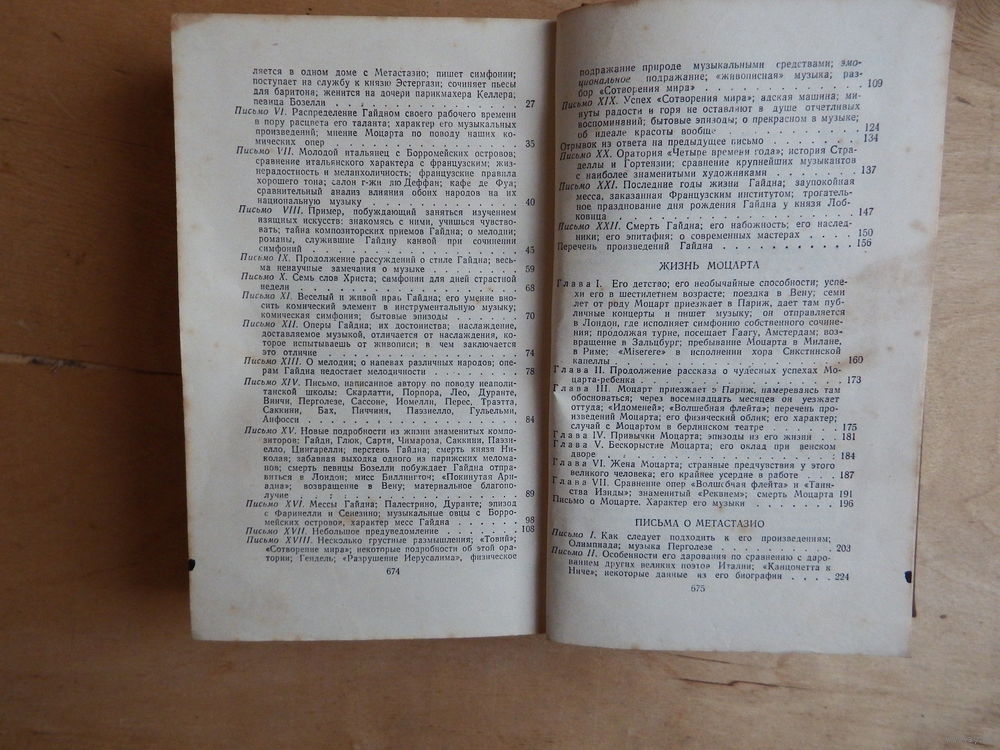 ляется в одном доме с Метастазио; пишет симфонии;
поступает на службу к князю Эстергази; сочиняет пьесы
для баритона; женится на дочери парикмахера Келлера;
певица Бозелли . . . . . . . . . . . . . . . 27
Письмо VI. Распределение Гайдном своего рабочего времени
в пору расцвета его таланта; характер его музыкальных
произведений; мнение Моцарта по поводу наших ко-
мических опер . . . . . . . . . . . . . . . 35
Письмо VII. Молодой итальянец с Борромейских островов;
сравнение итальянского характера с французским; жиз-
нерадостность и меланхоличность; французские правила
хорошего тона; салон г-жи лю Деффан; кафе де Фуа;
сравнительный анализ влияния обоих народов на их
национальную музыку . . . . . . . . . . . . 40
Письмо VIII. Пример, побуждающий заняться изучением
изящных искусств: знакомясь с ними, учишься чувство-
вать; тайна композиторских приемов Гайдна; о мелодии;
романы, служившие Гайдну канвой при сочинении
симфоний . . . . . . . . . . . . . . . . . 45
Письмо IX. Продолжение рассуждений о стиле Гайдна; весь-
ма ненаучные замечания о музыке . . . . . . . . 59
Письмо X. Семь слов Христа; симфонии для дней страстной
недели . . . . . . . . . . . . . . . . . . 68
Письмо XI. Веселый и живой нрав Гайдна; его умение вно-
сить комический элемент в инструментальную музыку;
комическая симфония; бытовые эпизоды . . . . . . 70
Письмо XII. Оперы Гайдна; их достоинства; наслаждение,
доставляемое музыкой, отличается от наслаждения, ко-
торое испытываешь от живописи; в чем заключается
это отличие . . . . . . . . . . . . . . . . 74
Письмо XIII. О мелодии; о напевах различных народов; опе-
рам Гайдна недостает мелодичности . . . . . . . . 78
Письмо XIV. Письмо, написанное автору по поводу неаполи-
танской школы; Скарлатти, Порпора, Лео, Дуранте,
Винчи, Перголезе, Сассоне, Иомелли, Перес, Траэтта,
Саккини, Бах, Пиччини, Паэзиелло, Гульельми,
Анфосси . . . . . . . . . . . . . . . . . 84
Письмо XV. Новые подробности из жизни знаменитых компо-
зиторов: Гайдн, Глюк, Сарти, Чимароза, Саккини, Паэзи-
елло, Цингарелли; перстень Гайдна; смерть князя Ни-
колая; забавная выходка одного из парижских мелома-
нов; смерть певицы Бозелли побуждает Гайдна отпра-
виться в Лондон; мисс Биллингтон; «Покинутая Ари-
адна»; возвращение в Вену; материальное благопо-
лучие . . . . . . . . . . . . . . . . . . 89
Письмо XVI. Мессы Гайдна; Палестрино, Дуранте; эпизод
с Фаринелли и Сенезино; музыкальные овцы с Борро-
мейских островов, характер месс Гайдна . . . . . . 98
Письмо XVII. Небольшое предуведомление . . . . . . . 108
Письмо XVIII. Несколько грустные размышления; «Товий»;
«Сотворение мира»; некоторые подробности об этой ора-
тории; Гендель; «Разрушение Иерусалима», физическое
674
подражание природе музыкальными средствами; эмо-
циональное подражание; «живописная» музыка; раз-
бор «Сотворения мира» . . . . . . . . . . . . 109
Письмо XIX. Успех «Сотворения мира»; адская машина; ми-
нуты радости и горя не оставляют в душе отчетливых
воспоминаний; бытовые эпизоды; о прекрасном в музыке;
об идеале красоты вообще . . . . . . . . . . . 124
Отрывок из ответа на предыдущее письмо . . . . . . . 134
Письмо XX. Оратория «Четыре времени года»; история Стра-
деллы и Гортензии; сравнение крупнейших музыкантов
с наиболее знаменитыми художниками . . . . . . . 137
Письмо XXI. Последние годы жизни Гайдна; заупокойная
месса, заказанная Французским институтом; трогатель-
ное празднование дня рождения Гайдна у князя Лоб-
ковица . . . . . . . . . . . . . . . . . . 147
Письмо XXII. Смерть Гайдна; его набожность; его наслед-
ники; его эпитафия; о современных мастерах . . . . 150
Перечень произведений Гайдна . . . . . . . . . . . 156
ЖИЗНЬ МОЦАРТА
Глава I. Его детство; его необычайные способности; успе-
хи его в шестилетнем возрасте; поездка в Вену; семи
лет от роду Моцарт приезжает в Париж, дает там пуб-
личные концерты и пишет музыку; он отправляется
в Лондон, где исполняет симфонию собственного сочине-
ния; продолжая турне, посещает Гаагу, Амстердам; воз-
вращение в Зальцбург; пребывание Моцарта в Милане,
в Риме; «Miserere» в исполнении хора Сикстинской
капеллы . . . . . . . . . . . . . . . . . . 160
Глава II. Продолжение рассказа о чудесных успехах Мо-
царта-ребенка . . . . . . . . . . . . . . . 173
Глава III. Моцарт приезжает в Париж, намереваясь там
обосноваться; через восемнадцать месяцев он уезжает
оттуда; «Идоменей»; «Волшебная флейта»; перечень про-
изведений Моцарта; его физический облик; его характер;
случай с Моцартом в берлинском театре . . . . . . 175
Глава IV. Привычки Моцарта; эпизоды из его жизни . . 181
Глава V. Бескорыстие Моцарта; его оклад при венском
дворе . . . . . . . . . . . . . . . . . . . 184
Глава VI. Жена Моцарта; странные предчувствия у этого
великого человека; его крайнее усердие в работе . . . 187
Глава VII. Сравнение опер «Волшебная флейта» и «Таин-
ства Изиды»; знаменитый «Реквием»; смерть Моцарта 191
Письмо о Моцарте. Характер его музыки . . . . . . . 196
ПИСЬМА О МЕТАСТАЗИО
Письмо I. Как следует подходить к его произведениям;
Олимпиада; музыка Перголезе . . . . . . . . . . 203
Письмо II. Особенности его дарования по сравнению с даро-
ванием других великих поэтов Италии; «Канцонетта к
Ниче»; некоторые данные из его биографии . . . . 224
675